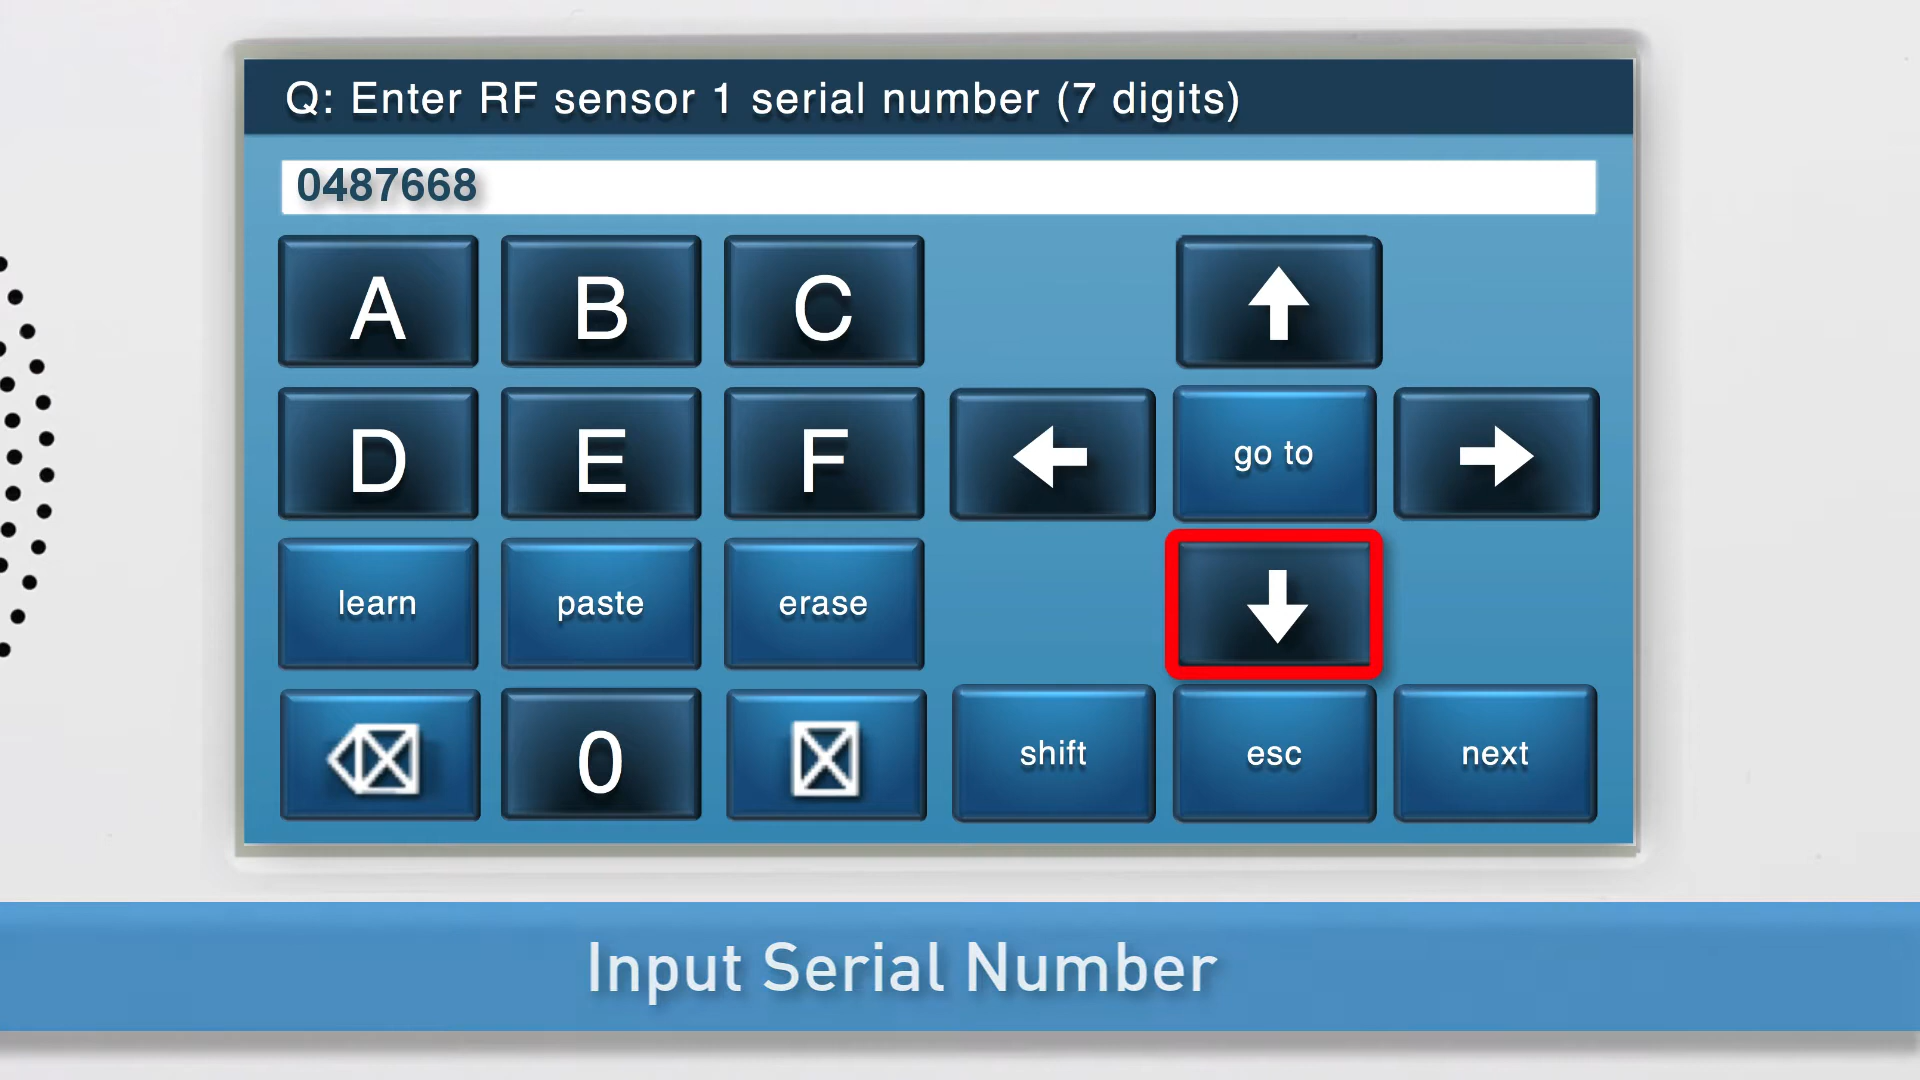 Q: Enter RF sensor 1 serial number (7 digits)
0487668
A B C
D E F
go to
learn paste erase
0
shift esc next
Input Serial Number